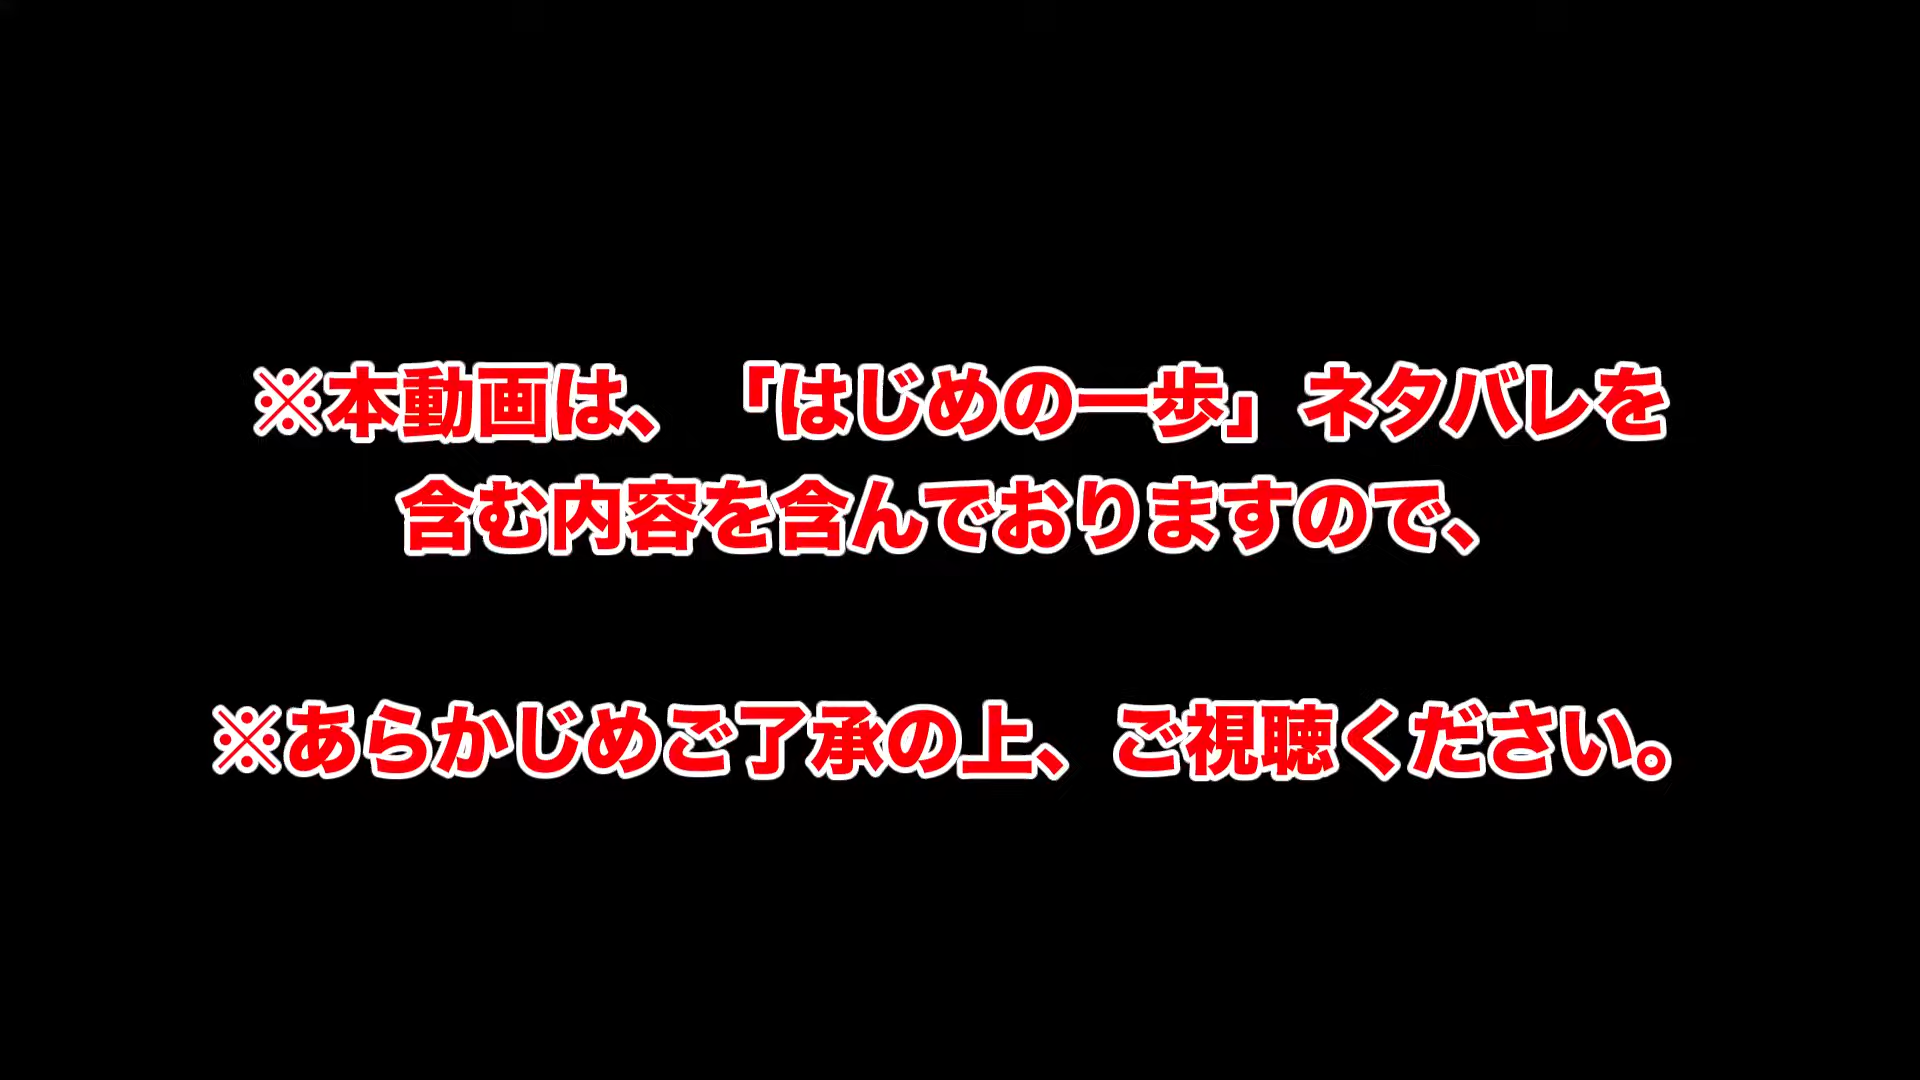 ※本動画は、「はじめの一歩」ネタバレを
含む内容を含んでおりますので、
※あらかじめご了承の上、ご視聴ください。